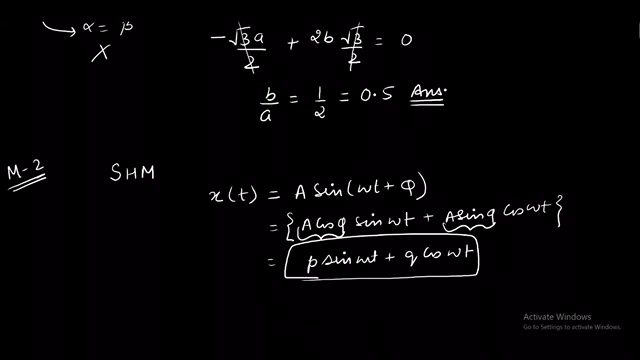 → α = β
X
-√3a/2 + 2b √3/2 = 0
b/a = 1/2 = 0.5 Ans.
M-2 SHM
x(t) = A sin(ωt + φ)
= {A cos φ sin ωt + A sin φ cos ωt}
= p sin ωt + q cos ωt
Activate Windows
Go to Settings to activate Windows.